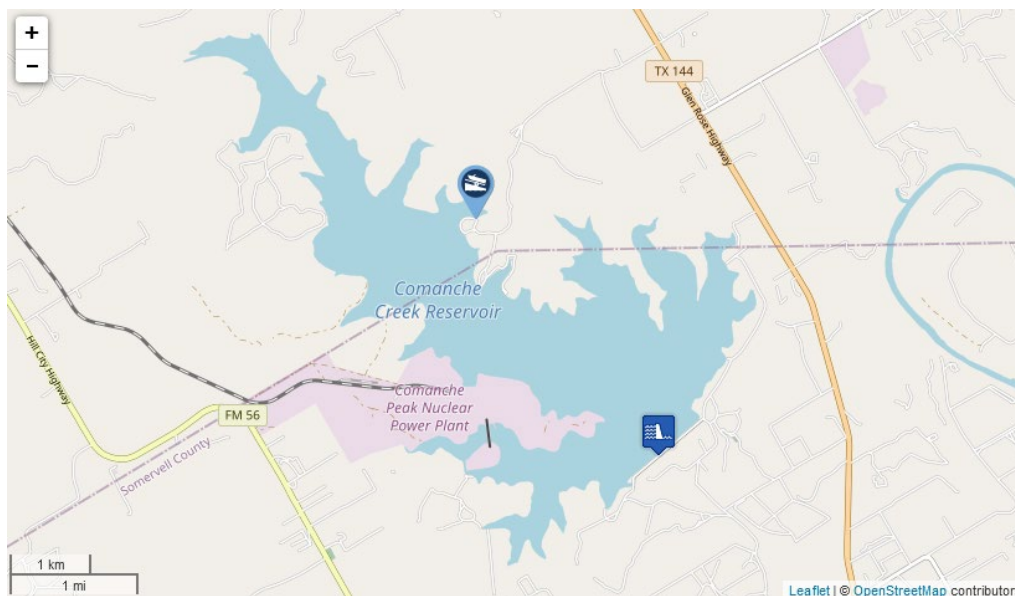 +
−
TX 144
Glen Rose Highway
Comanche
Creek Reservoir
Hill City Highway
Comanche
Peak Nuclear
Power Plant
FM 56
Somervell County
1 km
1 mi
Leaflet | © OpenStreetMap contributor